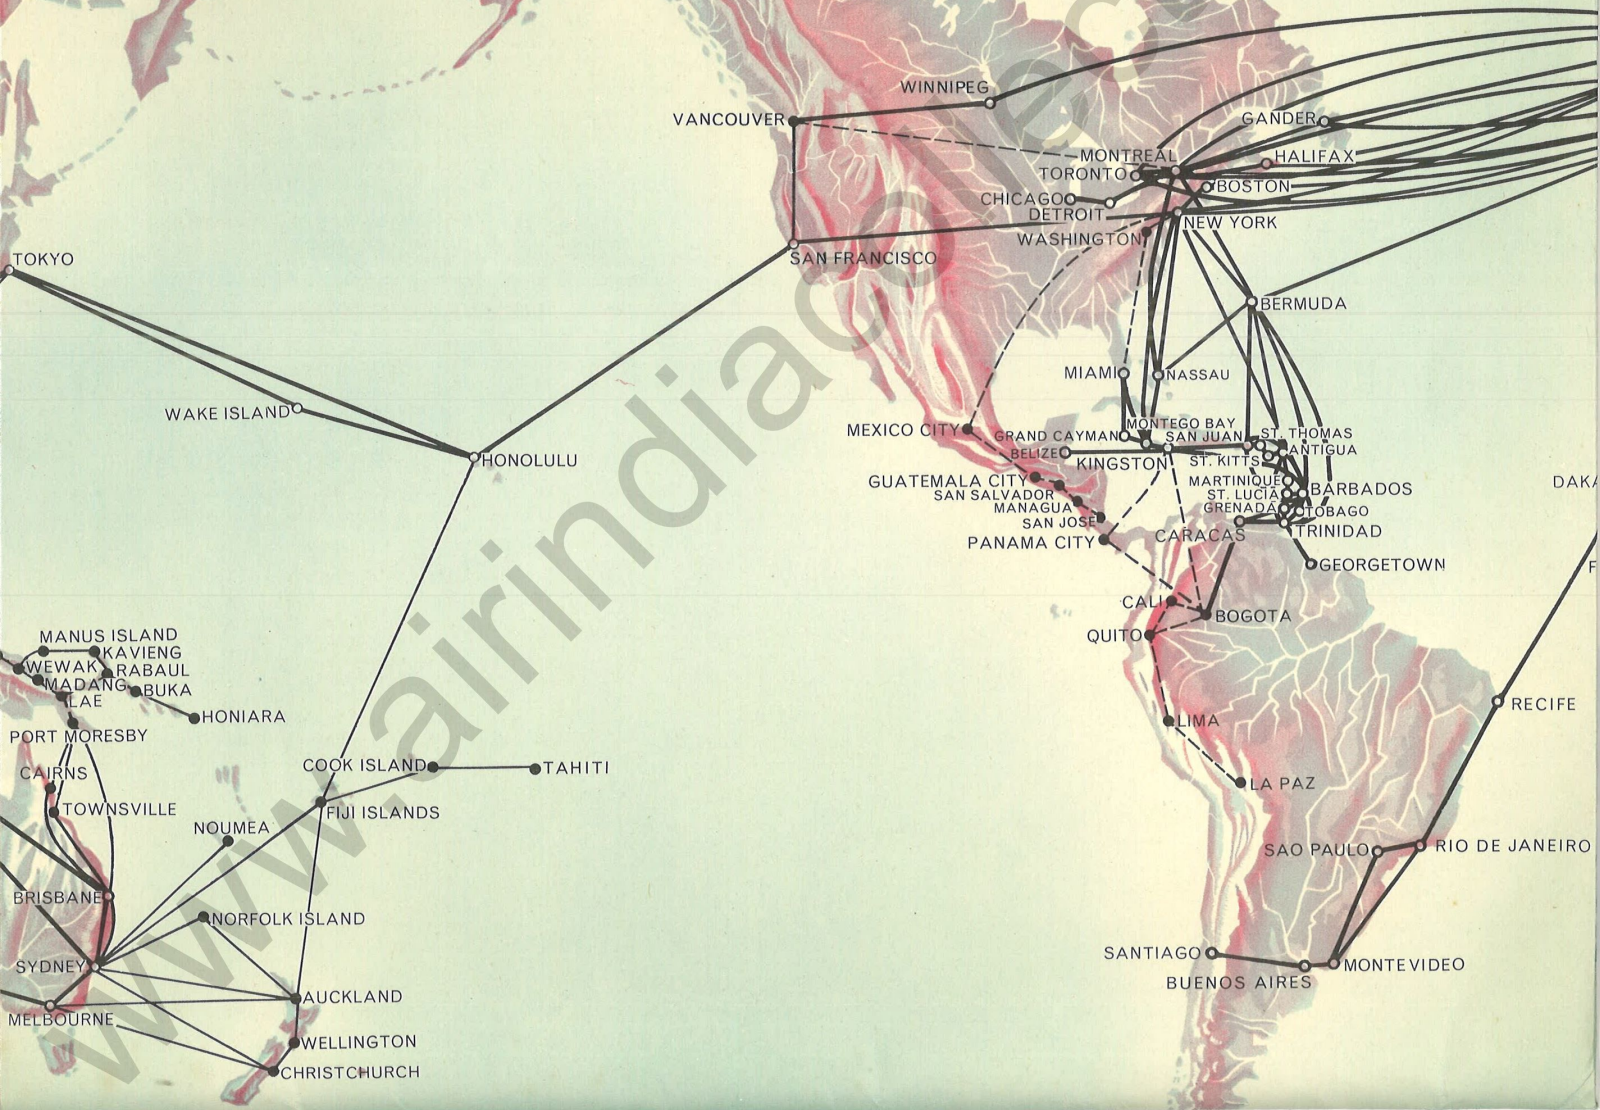 WINNIPEG
VANCOUVER
GANDER
MONTREAL
HALIFAX
TORONTO
BOSTON
CHICAGO
DETROIT
NEW YORK
WASHINGTON
SAN FRANCISCO
TOKYO
BERMUDA
MIAMI
NASSAU
WAKE ISLAND
HONOLULU
MEXICO CITY
GRAND CAYMAN
MONTEGO BAY
SAN JUAN
ST. THOMAS
ANTIGUA
BELIZE
KINGSTON
ST. KITTS
GUATEMALA CITY
MARTINIQUE
DAKA
SAN SALVADOR
ST. LUCIA
BARBADOS
MANAGUA
GRENADA
TOBAGO
SAN JOSE
CARACAS
TRINIDAD
PANAMA CITY
GEORGETOWN
F
CALI
BOGOTA
QUITO
MANUS ISLAND
KAVIENG
WEWAK
RABAUL
MADANG
BUKA
LAE
HONIARA
PORT MORESBY
LIMA
RECIFE
COOK ISLAND
TAHITI
CAIRNS
LA PAZ
TOWNSVILLE
FIJI ISLANDS
NOUMEA
SAO PAULO
RIO DE JANEIRO
BRISBANE
NORFOLK ISLAND
SYDNEY
SANTIAGO
MONTEVIDEO
BUENOS AIRES
AUCKLAND
MELBOURNE
WELLINGTON
CHRISTCHURCH
www.airindiacollec